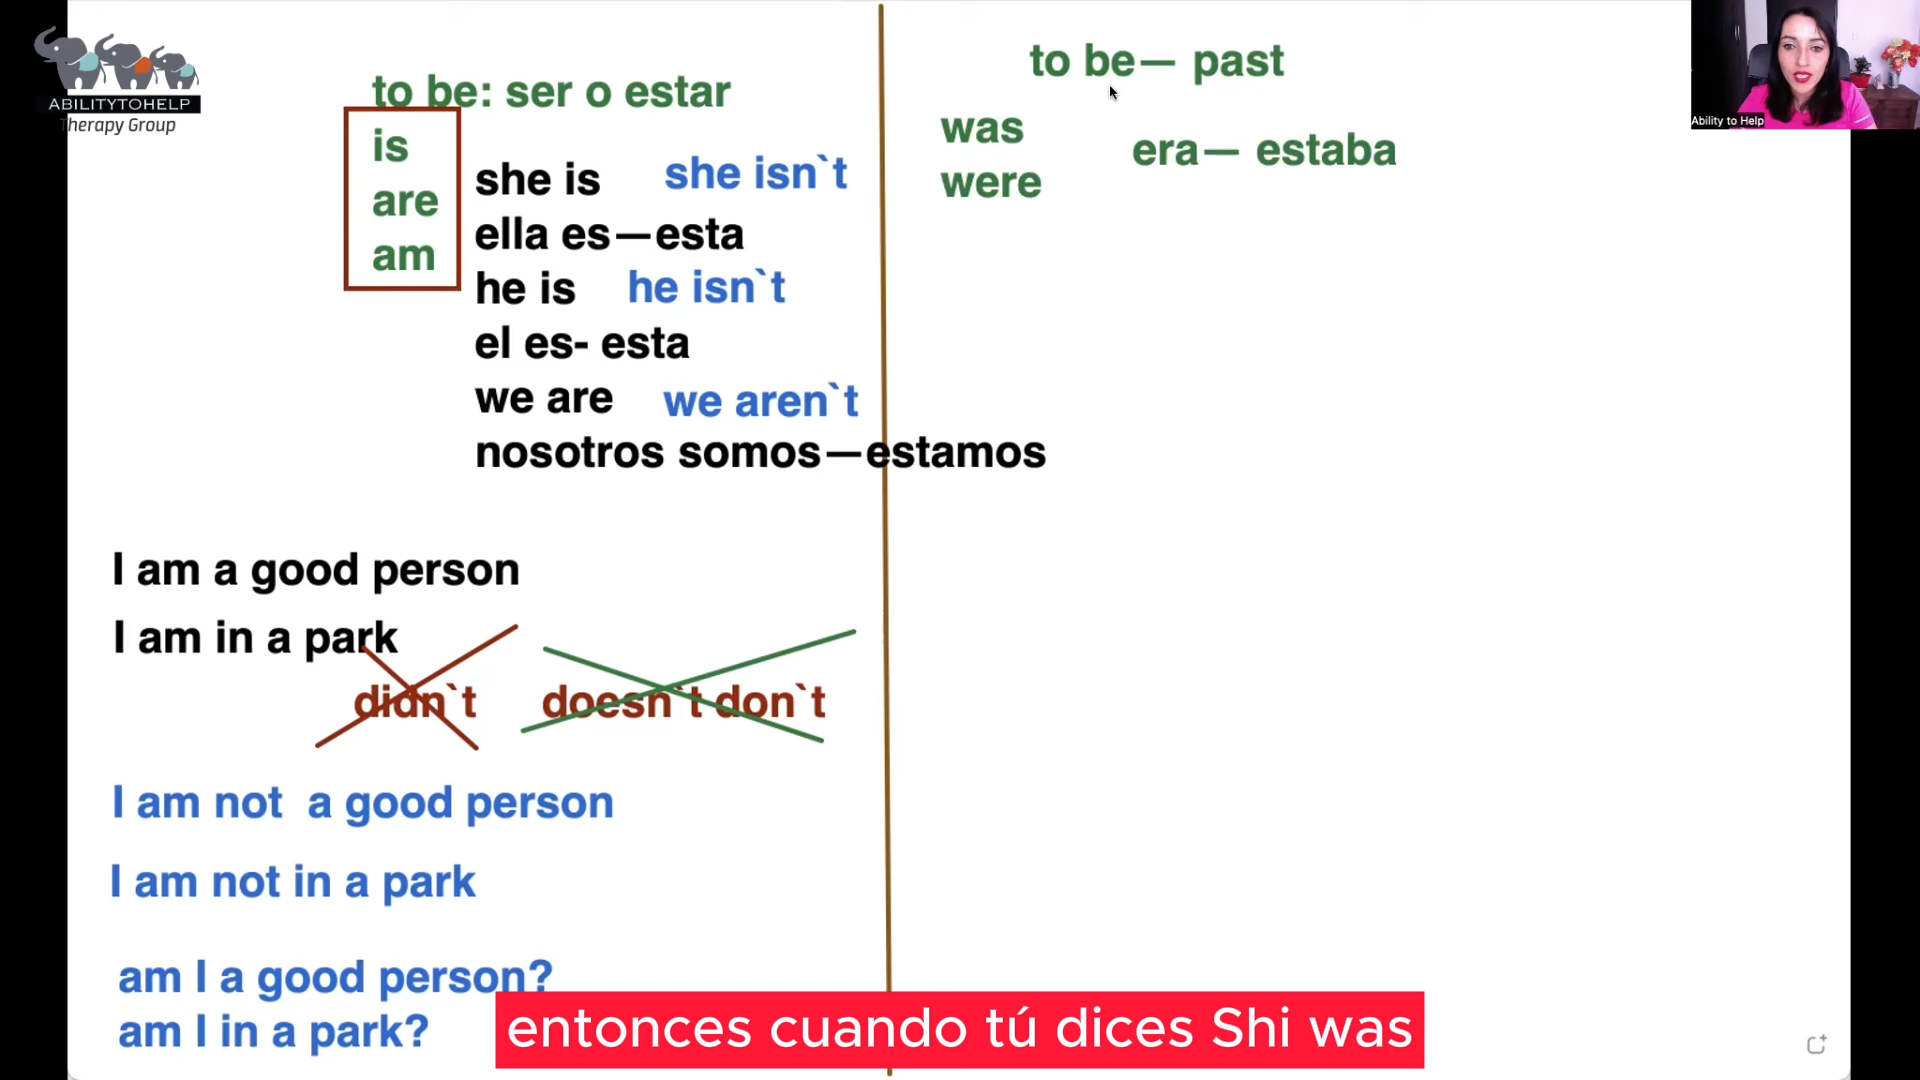 ABILITYTOHELP
Therapy Group
to be: ser o estar
is
are
am
she is she isn`t
ella es—esta
he is he isn`t
el es- esta
we are we aren`t
nosotros somos—estamos
I am a good person
I am in a park
didn`t doesn`t don`t
I am not a good person
I am not in a park
am I a good person?
am I in a park?
to be— past
was
were
era— estaba
Ability to Help
entonces cuando tú dices Shi was